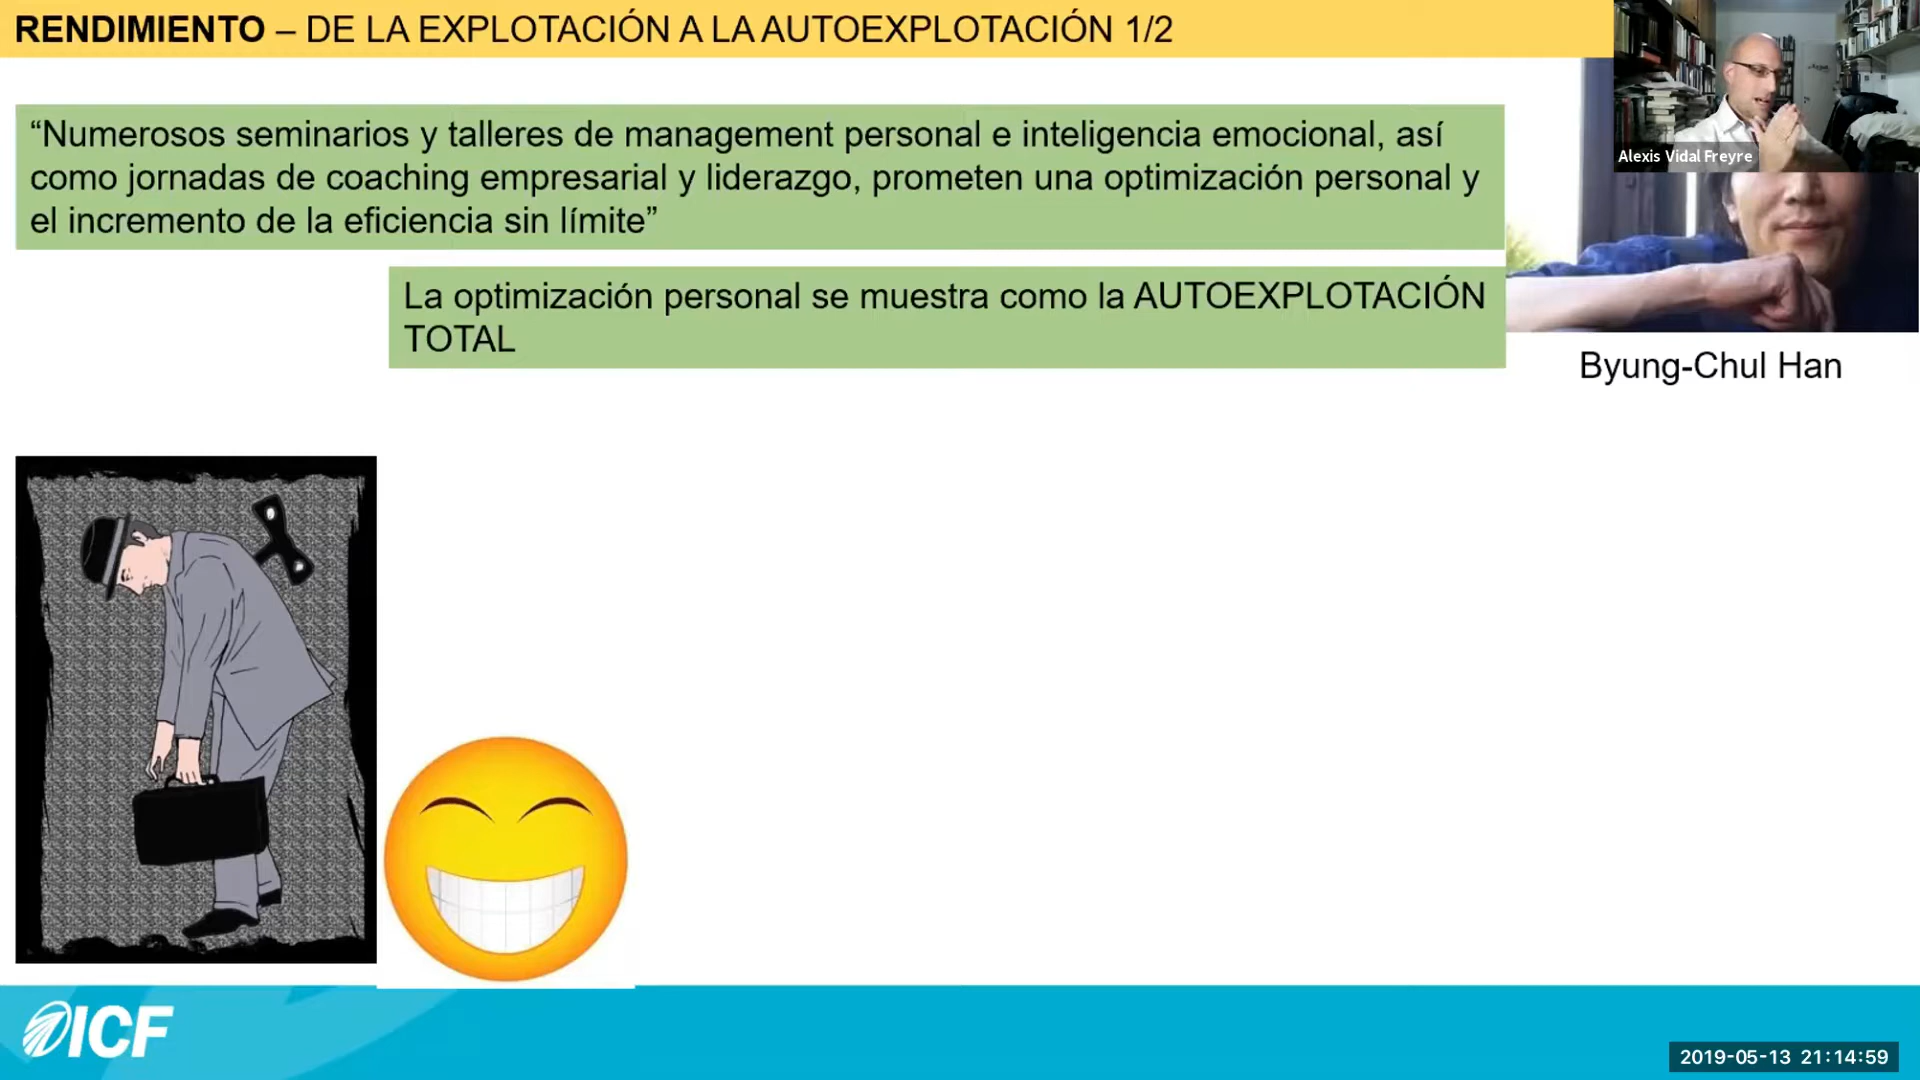 RENDIMIENTO – DE LA EXPLOTACIÓN A LA AUTOEXPLOTACIÓN 1/2
Alexis Vidal Freyre
“Numerosos seminarios y talleres de management personal e inteligencia emocional, así
como jornadas de coaching empresarial y liderazgo, prometen una optimización personal y
el incremento de la eficiencia sin límite”
La optimización personal se muestra como la AUTOEXPLOTACIÓN
TOTAL
Byung-Chul Han
ICF
2019-05-13 21:14:59